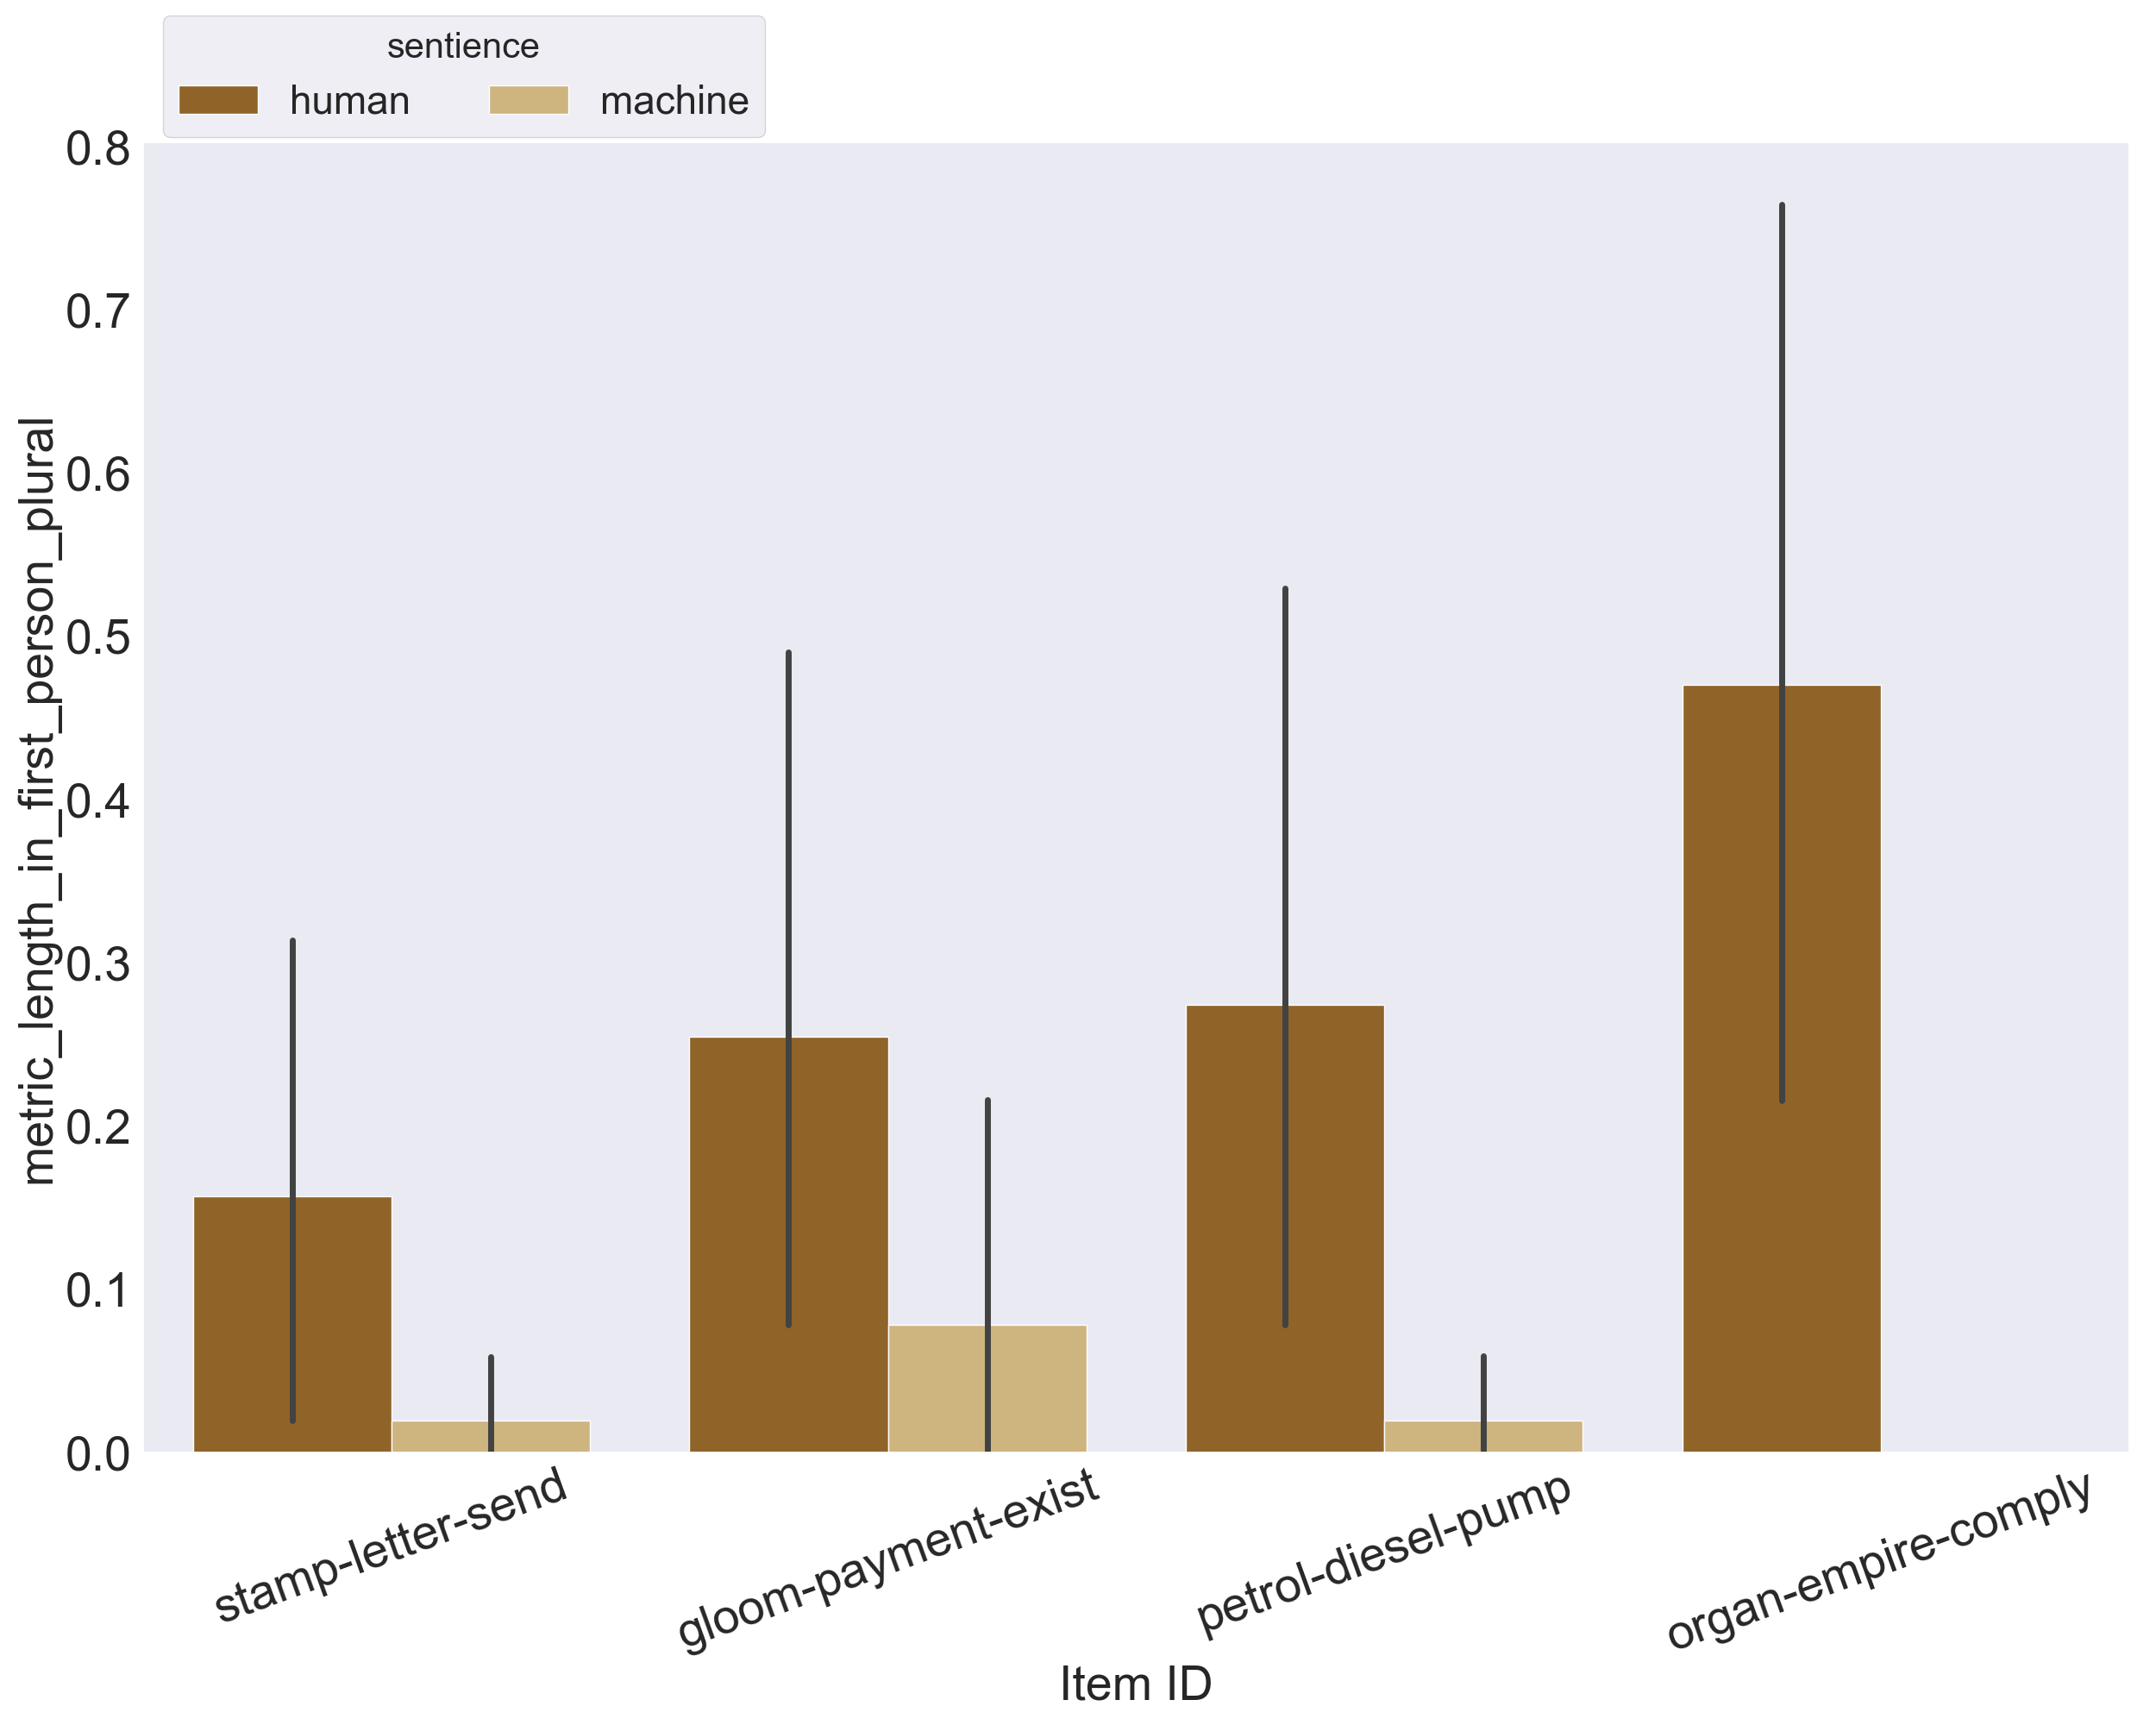 sentience
human machine
metric_length_in_first_person_plural
0.8
0.7
0.6
0.5
0.4
0.3
0.2
0.1
0.0
stamp-letter-send
gloom-payment-exist
petrol-diesel-pump
organ-empire-comply
Item ID